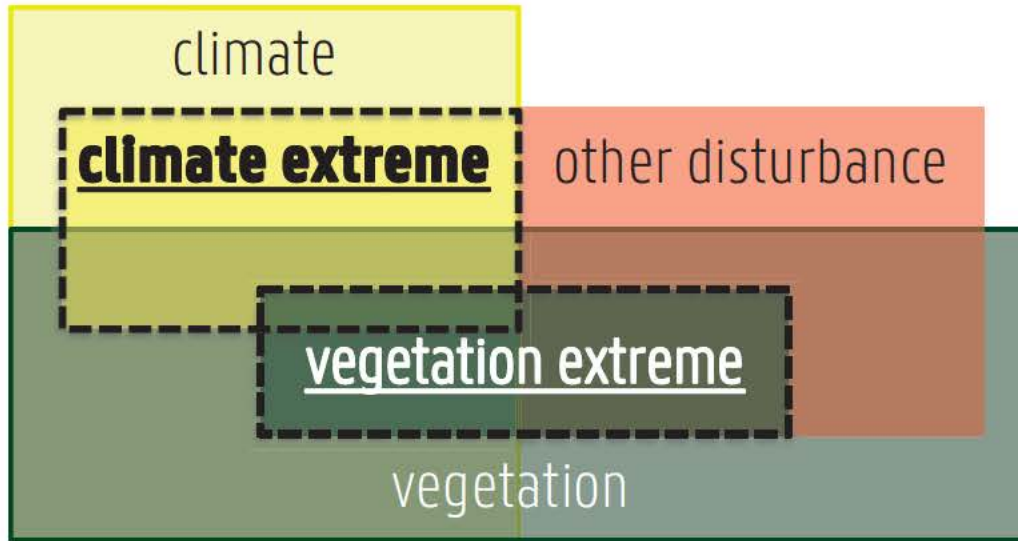 climate
climate extreme
other disturbance
vegetation extreme
vegetation